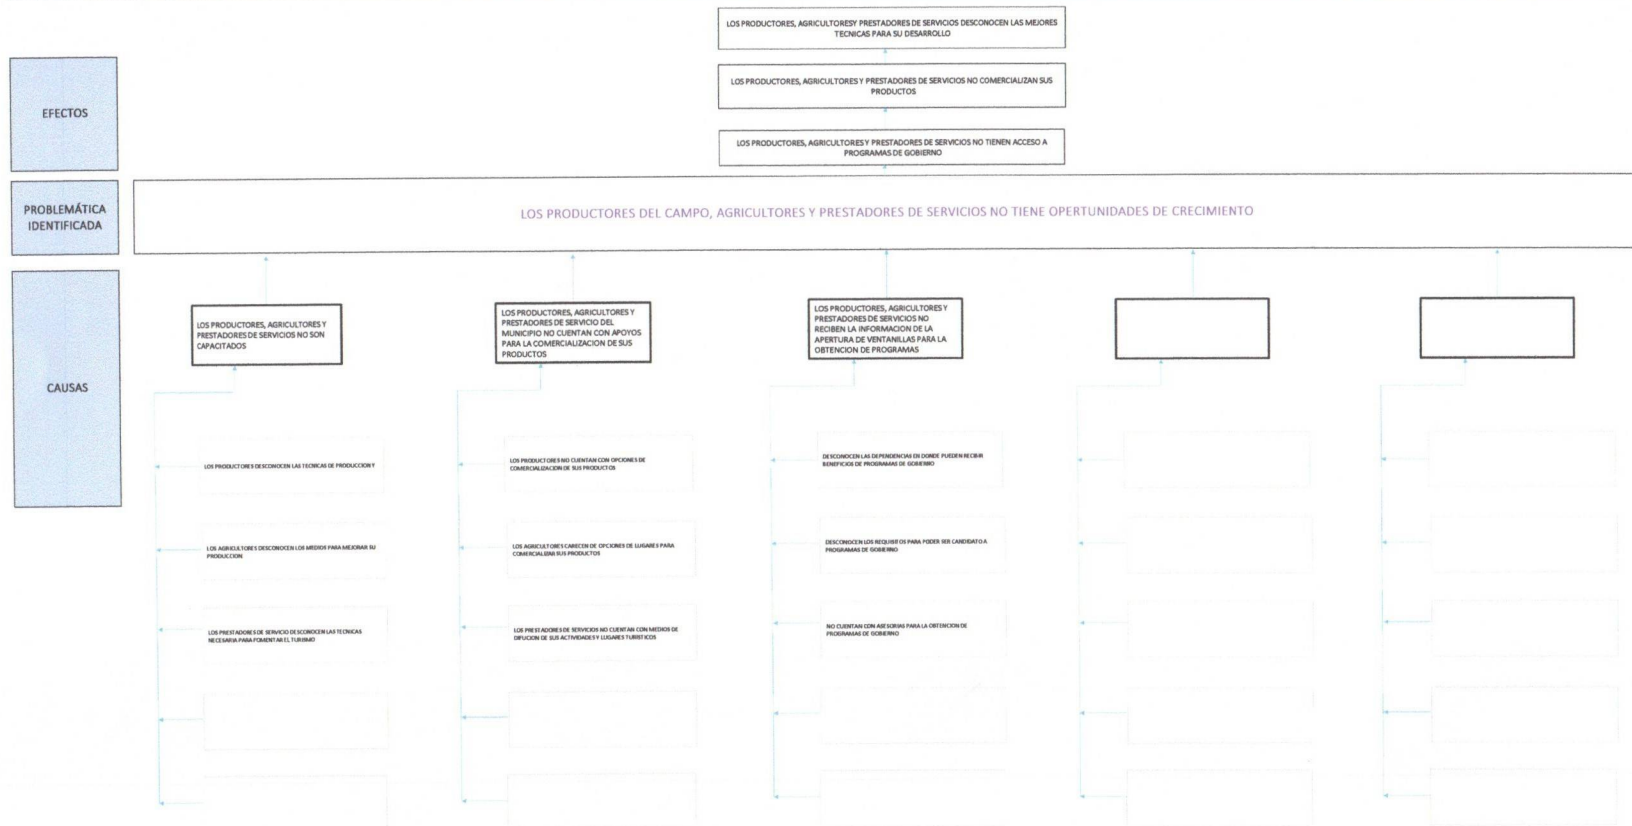 LOS PRODUCTORES, AGRICULTORESY PRESTADORES DE SERVICIOS DESCONOCEN LAS MEJORES
TECNICAS PARA SU DESARROLLO
EFECTOS
LOS PRODUCTORES, AGRICULTORES Y PRESTADORES DE SERVICIOS NO COMERCIALIZAN SUS
PRODUCTOS
LOS PRODUCTORES, AGRICULTORES Y PRESTADORES DE SERVICIOS NO TIENEN ACCESO A
PROGRAMAS DE GOBIERNO
PROBLEMÁTICA
IDENTIFICADA
LOS PRODUCTORES DEL CAMPO, AGRICULTORES Y PRESTADORES DE SERVICIOS NO TIENE OPERTUNIDADES DE CRECIMIENTO
CAUSAS
LOS PRODUCTORES, AGRICULTORES Y
PRESTADORES DE SERVICIOS NO SON
CAPACITADOS
LOS PRODUCTORES DESCONOCEN LAS TECNICAS DE PRODUCCION Y
LOS AGRICULTORES DESCONOCEN LOS MEDIOS PARA MEJORAR SU
PRODUCCION
LOS PRESTADORES DE SERVICIO DESCONOCEN LAS TECNICAS
NECESARIA PARA FOMENTAR EL TURISMO
LOS PRODUCTORES, AGRICULTORES Y
PRESTADORES DE SERVICIO DEL
MUNICIPIO NO CUENTAN CON APOYOS
PARA LA COMERCIALIZACION DE SUS
PRODUCTOS
LOS PRODUCTORES NO CUENTAN CON OPCIONES DE
COMERCIALIZACION DE SUS PRODUCTOS
LOS AGRICULTORES CARECEN DE OPCIONES DE LUGARES PARA
COMERCIALIZAR SUS PRODUCTOS
LOS PRESTADORES DE SERVICIOS NO CUENTAN CON MEDIOS DE
DIFUCION DE SUS ACTIVIDADES Y LUGARES TURISTICOS
LOS PRODUCTORES, AGRICULTORES Y
PRESTADORES DE SERVICIOS NO
RECIBEN LA INFORMACION DE LA
APERTURA DE VENTANILLAS PARA LA
OBTENCION DE PROGRAMAS
DESCONOCEN LAS DEPENDENCIAS EN DONDE PUEDEN RECIBIR
BENEFICIOS DE PROGRAMAS DE GOBIERNO
DESCONOCEN LOS REQUISITOS PARA PODER SER CANDIDATO A
PROGRAMAS DE GOBIERNO
NO CUENTAN CON ASESORIAS PARA LA OBTENCION DE
PROGRAMAS DE GOBIERNO